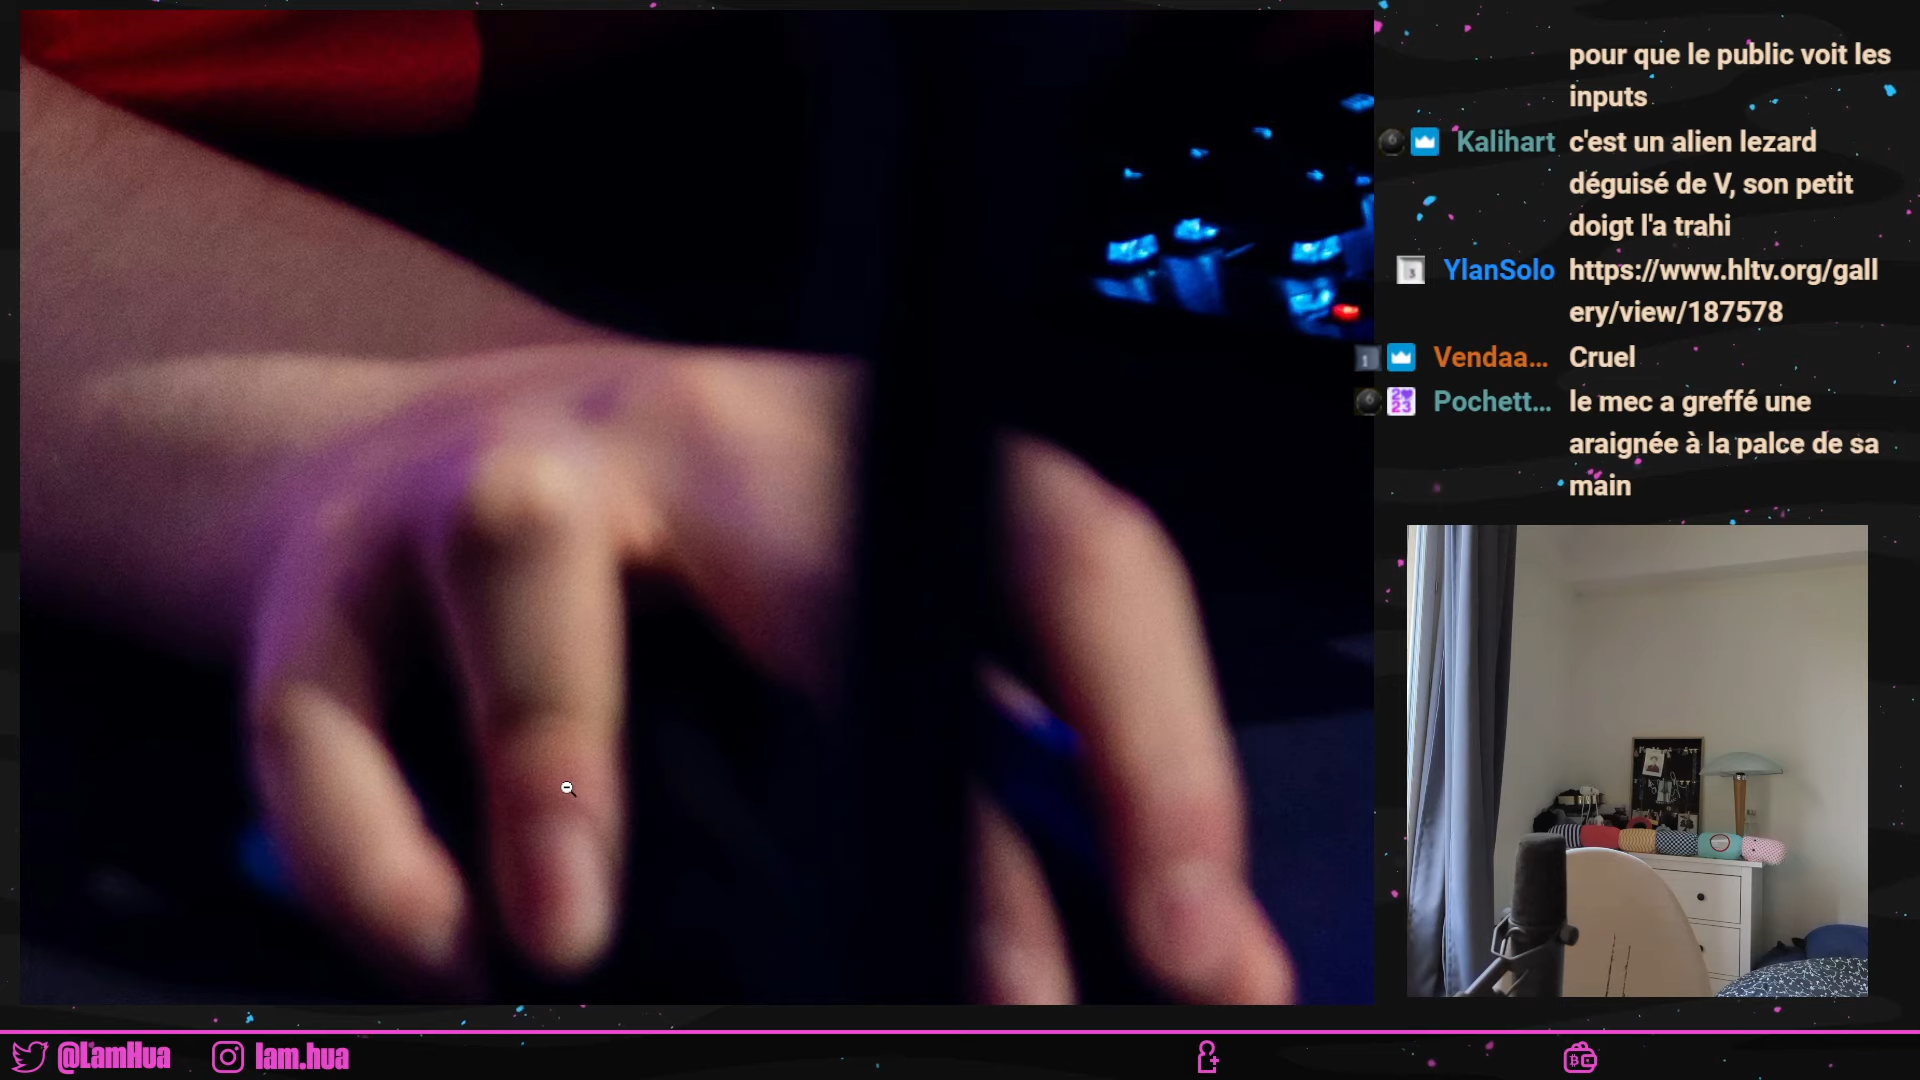 pour que le public voit les
inputs
Kalihart c'est un alien lezard
déguisé de V, son petit
doigt l'a trahi
YlanSolo https://www.hltv.org/gall
ery/view/187578
Vendaa... Cruel
Pochett... le mec a greffé une
araignée à la palce de sa
main
@LamHua
lam.hua